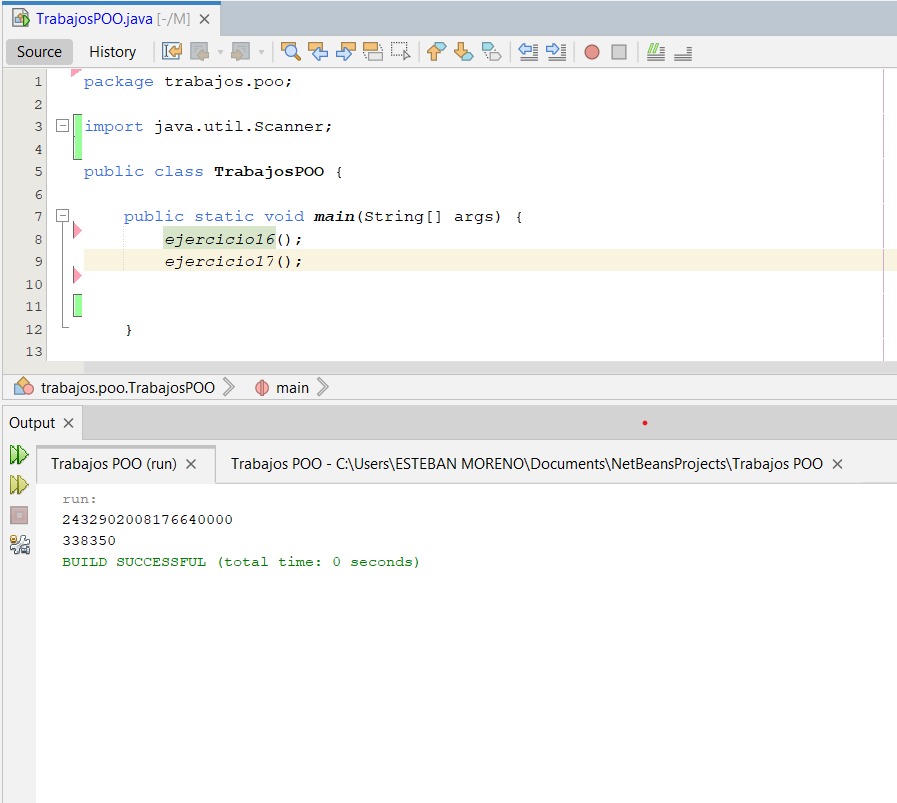 TrabajosPOO.java [-/M]
Source History
1 package trabajos.poo;
2
3 import java.util.Scanner;
4
5 public class TrabajosPOO {
6
7 public static void main(String[] args) {
8 ejercicio16();
9 ejercicio17();
10
11
12 }
13
trabajos.poo.TrabajosPOO main
Output
Trabajos POO (run) Trabajos POO - C:\Users\ESTEBAN MORENO\Documents\NetBeansProjects\Trabajos POO
run:
2432902008176640000
338350
BUILD SUCCESSFUL (total time: 0 seconds)